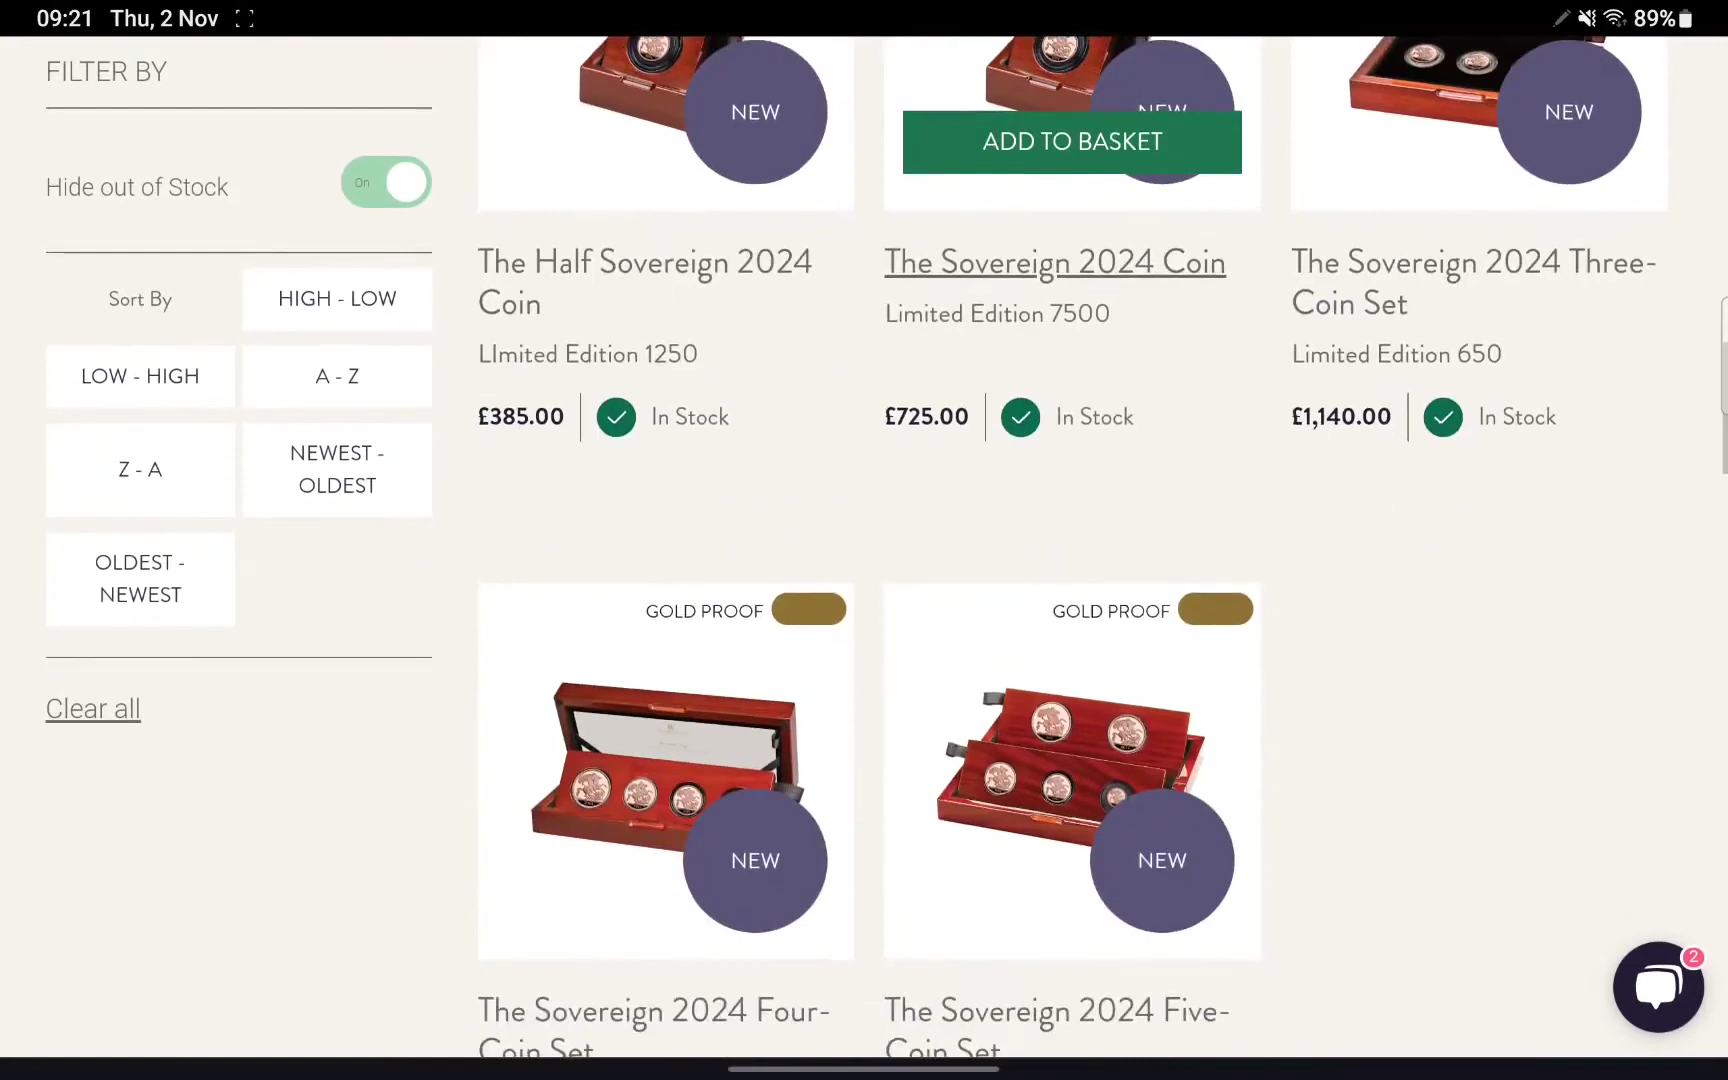 09:21 Thu, 2 Nov
89%
FILTER BY
Hide out of Stock
On
Sort By
HIGH - LOW
LOW - HIGH
A - Z
Z - A
NEWEST -
OLDEST
OLDEST -
NEWEST
Clear all
NEW
The Half Sovereign 2024
Coin
LImited Edition 1250
£385.00
In Stock
NEW
ADD TO BASKET
The Sovereign 2024 Coin
Limited Edition 7500
£725.00
In Stock
NEW
The Sovereign 2024 Three-
Coin Set
Limited Edition 650
£1,140.00
In Stock
GOLD PROOF
NEW
The Sovereign 2024 Four-
Coin Set
GOLD PROOF
NEW
The Sovereign 2024 Five-
Coin Set
2